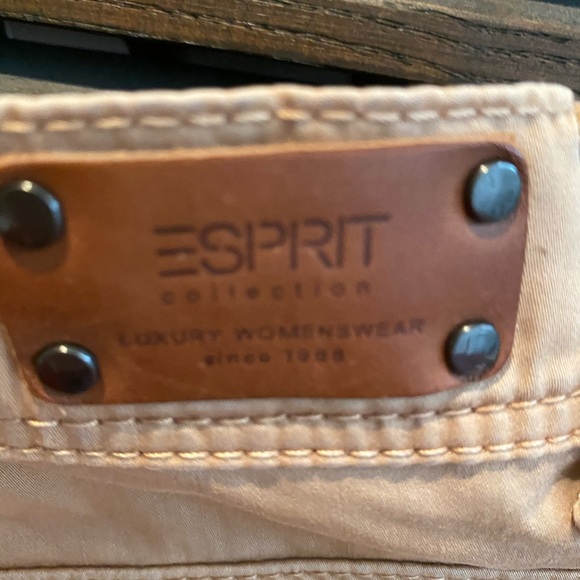 ESPRIT
collection
LUXURY WOMENSWEAR
since 1968